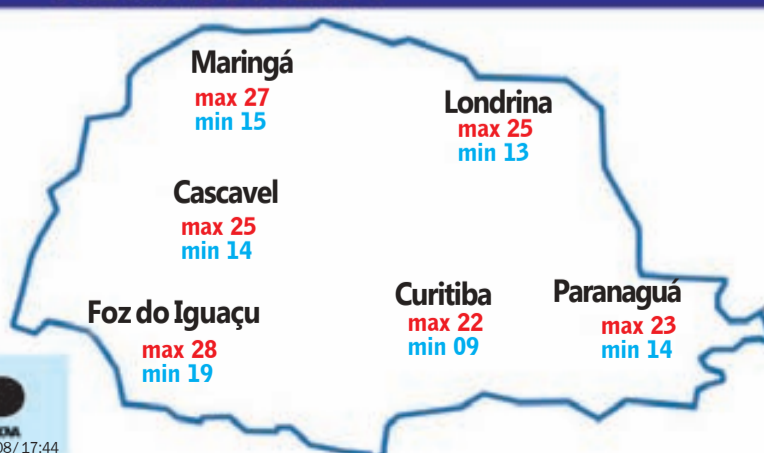 Maringá
max 27
min 15
Londrina
max 25
min 13
Cascavel
max 25
min 14
Foz do Iguaçu
max 28
min 19
Curitiba
max 22
min 09
Paranaguá
max 23
min 14
08/17:44